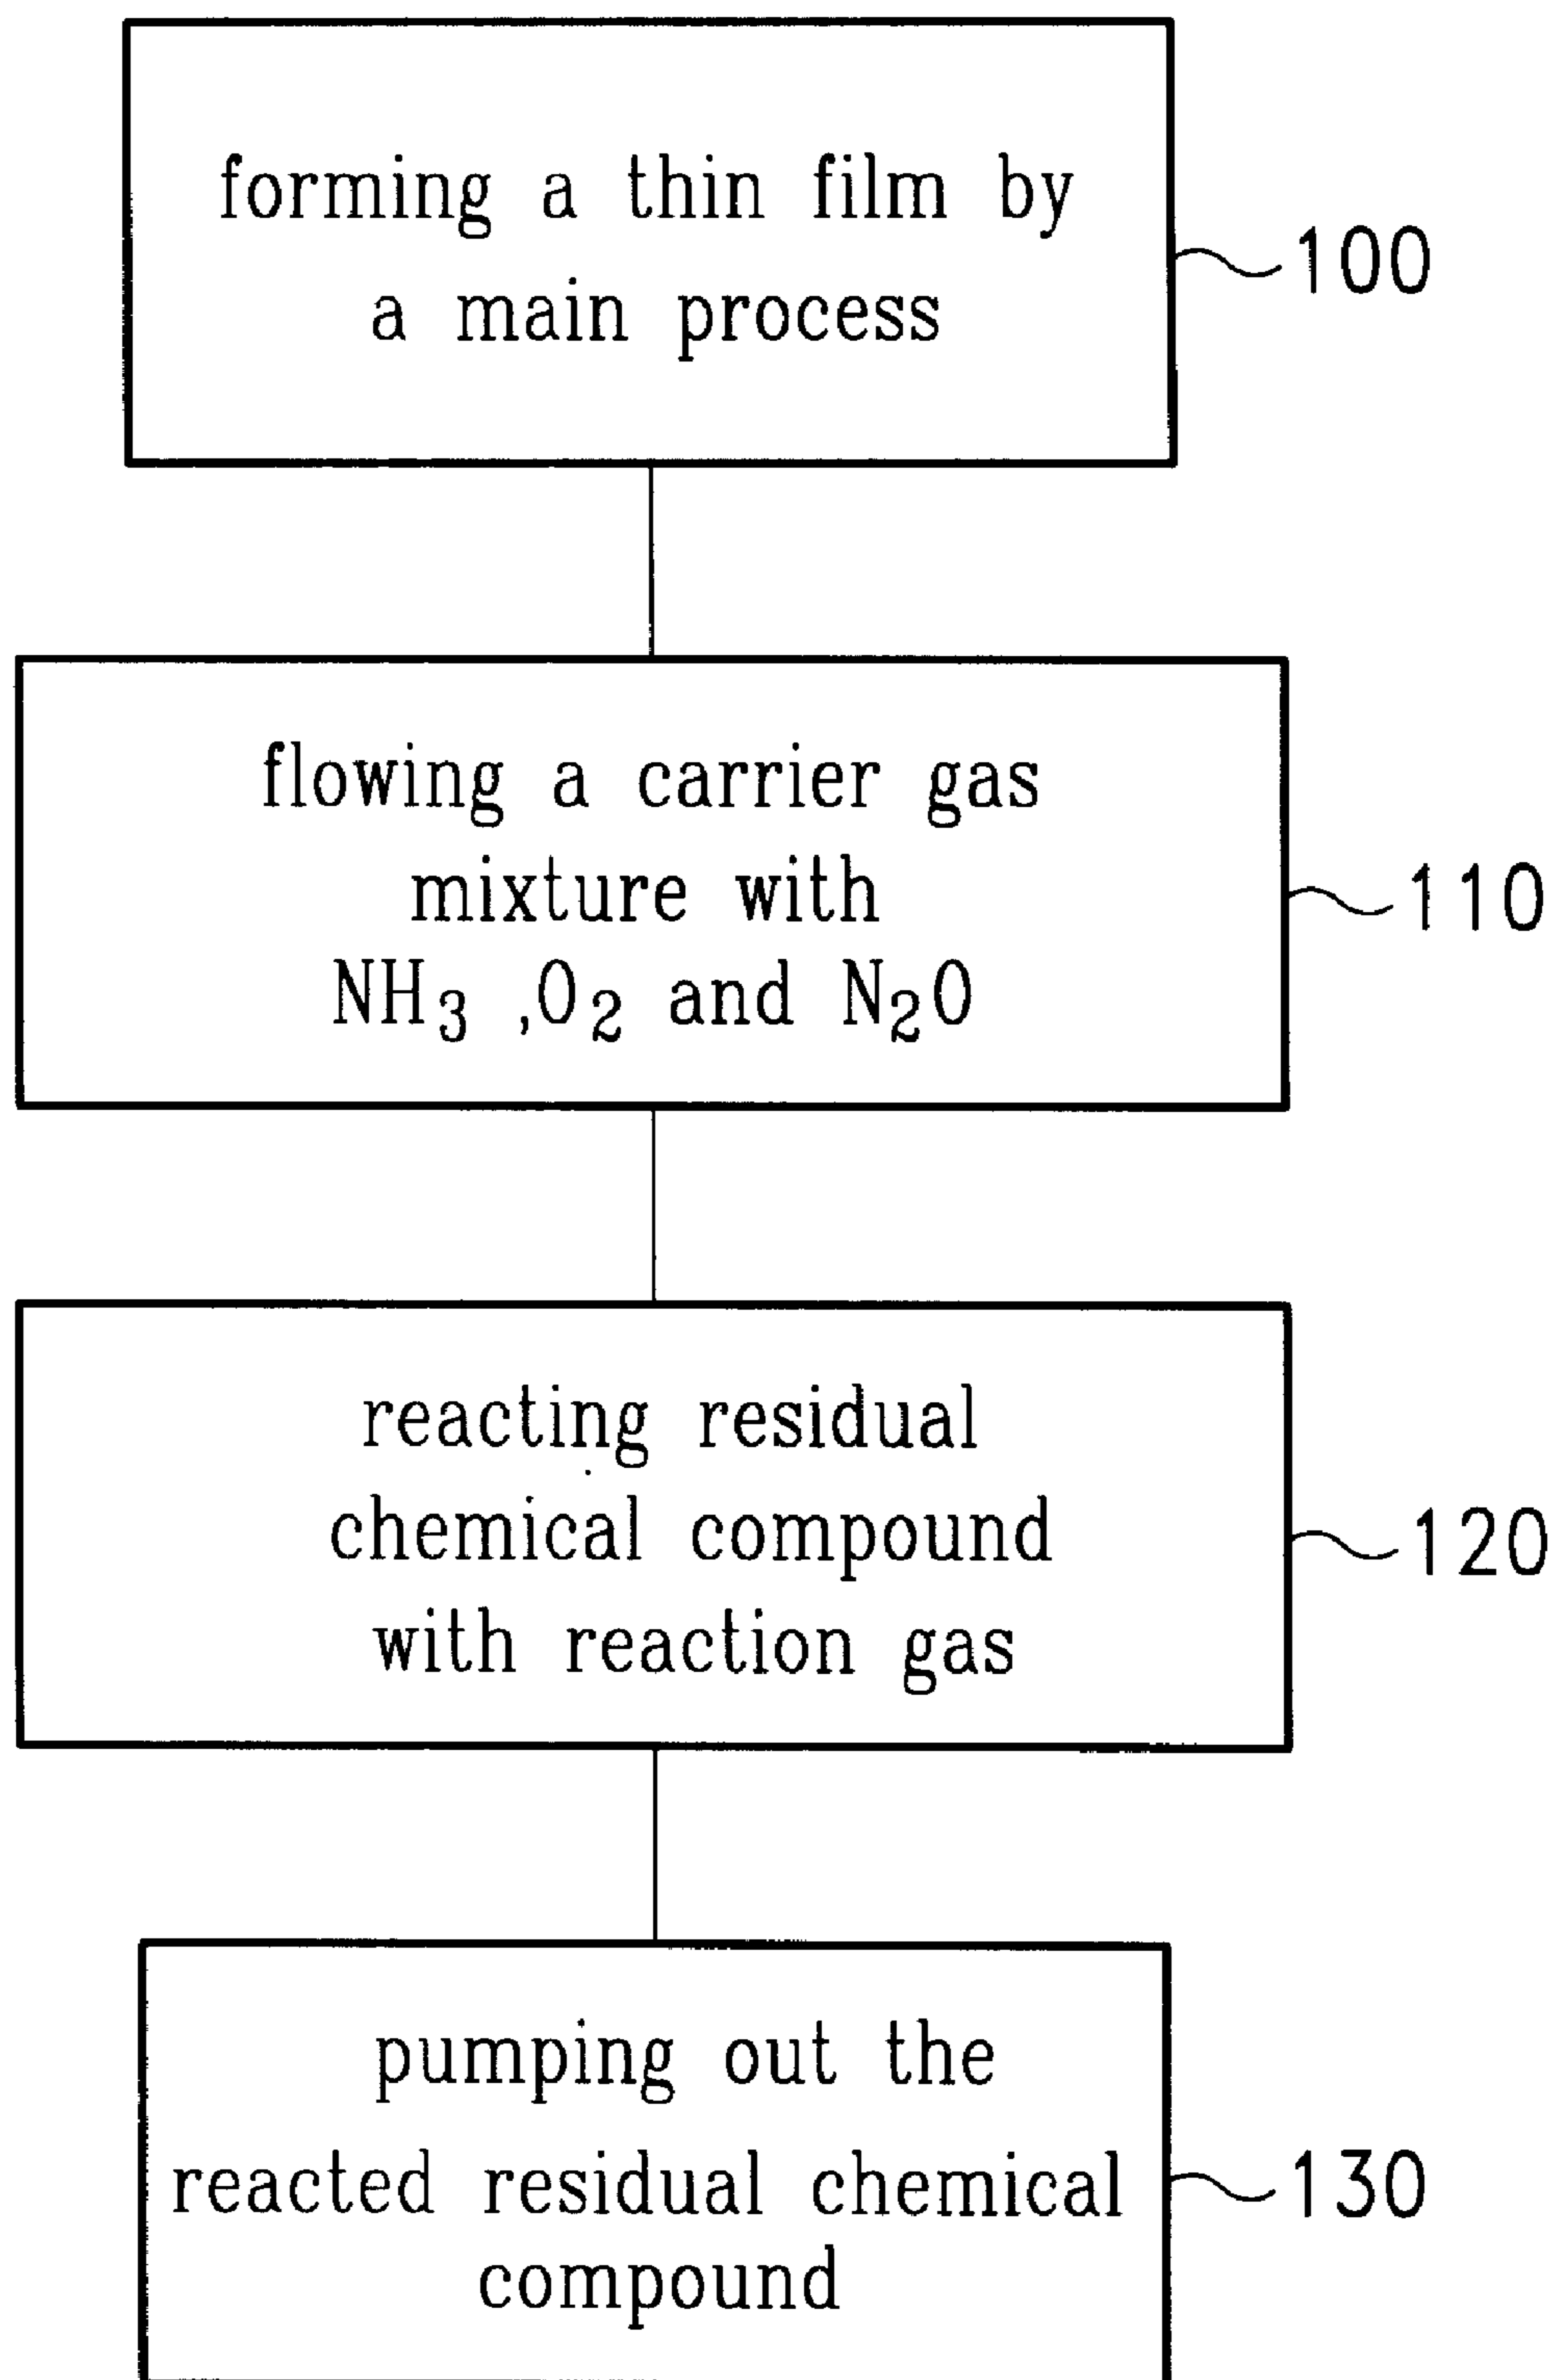 forming a thin film by
a main process
100
flowing a carrier gas
mixture with
NH₃ ,O₂ and N₂O
110
reacting residual
chemical compound
with reaction gas
120
pumping out the
reacted residual chemical
compound
130